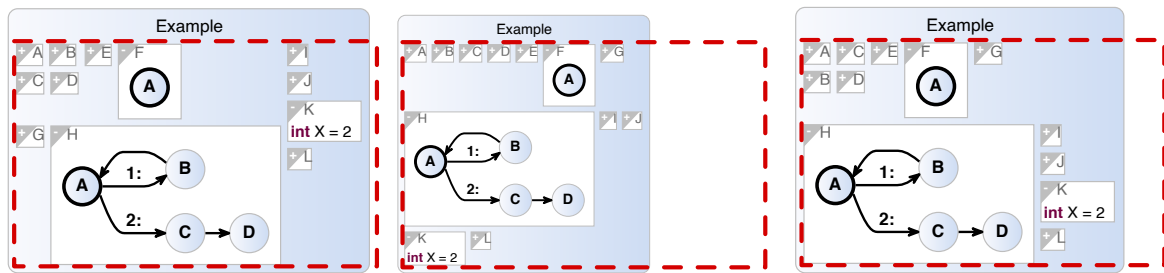 Example
+ A + B + E - F + I
A
+ C + D + J
- K
int X = 2
+ G - H + L
1: B
A
2: C D
Example
+ A + B + C + D + E - F + G
A
- H + I + J
1: B
A
2: C D
- K + L
int X = 2
Example
+ A + C + E - F + G
+ B + D A
- H + I
1: B + J
A - K
int X = 2
2: C D + L